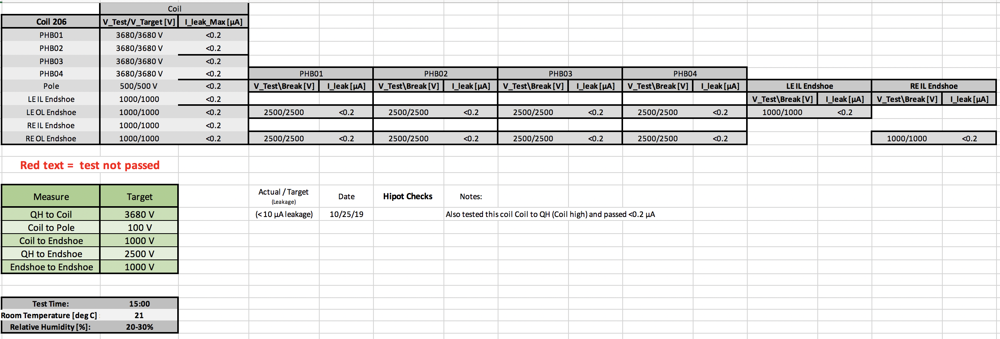 Coil
Coil 206 V_Test/V_Target [V] I_leak_Max [µA]
PHB01 3680/3680 V <0.2
PHB02 3680/3680 V <0.2
PHB03 3680/3680 V <0.2
PHB04 3680/3680 V <0.2 PHB01 PHB02 PHB03 PHB04
Pole 500/500 V <0.2 V_Test\Break [V] I_leak [µA] V_Test\Break [V] I_leak [µA] V_Test\Break [V] I_leak [µA] V_Test\Break [V] I_leak [µA] LE IL Endshoe RE IL Endshoe
LE IL Endshoe 1000/1000 <0.2 V_Test\Break [V] I_leak [µA] V_Test\Break [V] I_leak [µA]
LE OL Endshoe 1000/1000 <0.2 2500/2500 <0.2 2500/2500 <0.2 2500/2500 <0.2 2500/2500 <0.2 1000/1000 <0.2
RE IL Endshoe 1000/1000 <0.2
RE OL Endshoe 1000/1000 <0.2 2500/2500 <0.2 2500/2500 <0.2 2500/2500 <0.2 2500/2500 <0.2 1000/1000 <0.2
Red text = test not passed
Measure Target Actual / Target (Leakage) Date Hipot Checks Notes:
QH to Coil 3680 V (< 10 µA leakage) 10/25/19 Also tested this coil Coil to QH (Coil high) and passed <0.2 µA
Coil to Pole 100 V
Coil to Endshoe 1000 V
QH to Endshoe 2500 V
Endshoe to Endshoe 1000 V
Test Time: 15:00
Room Temperature [deg C] : 21
Relative Humidity [%]: 20-30%